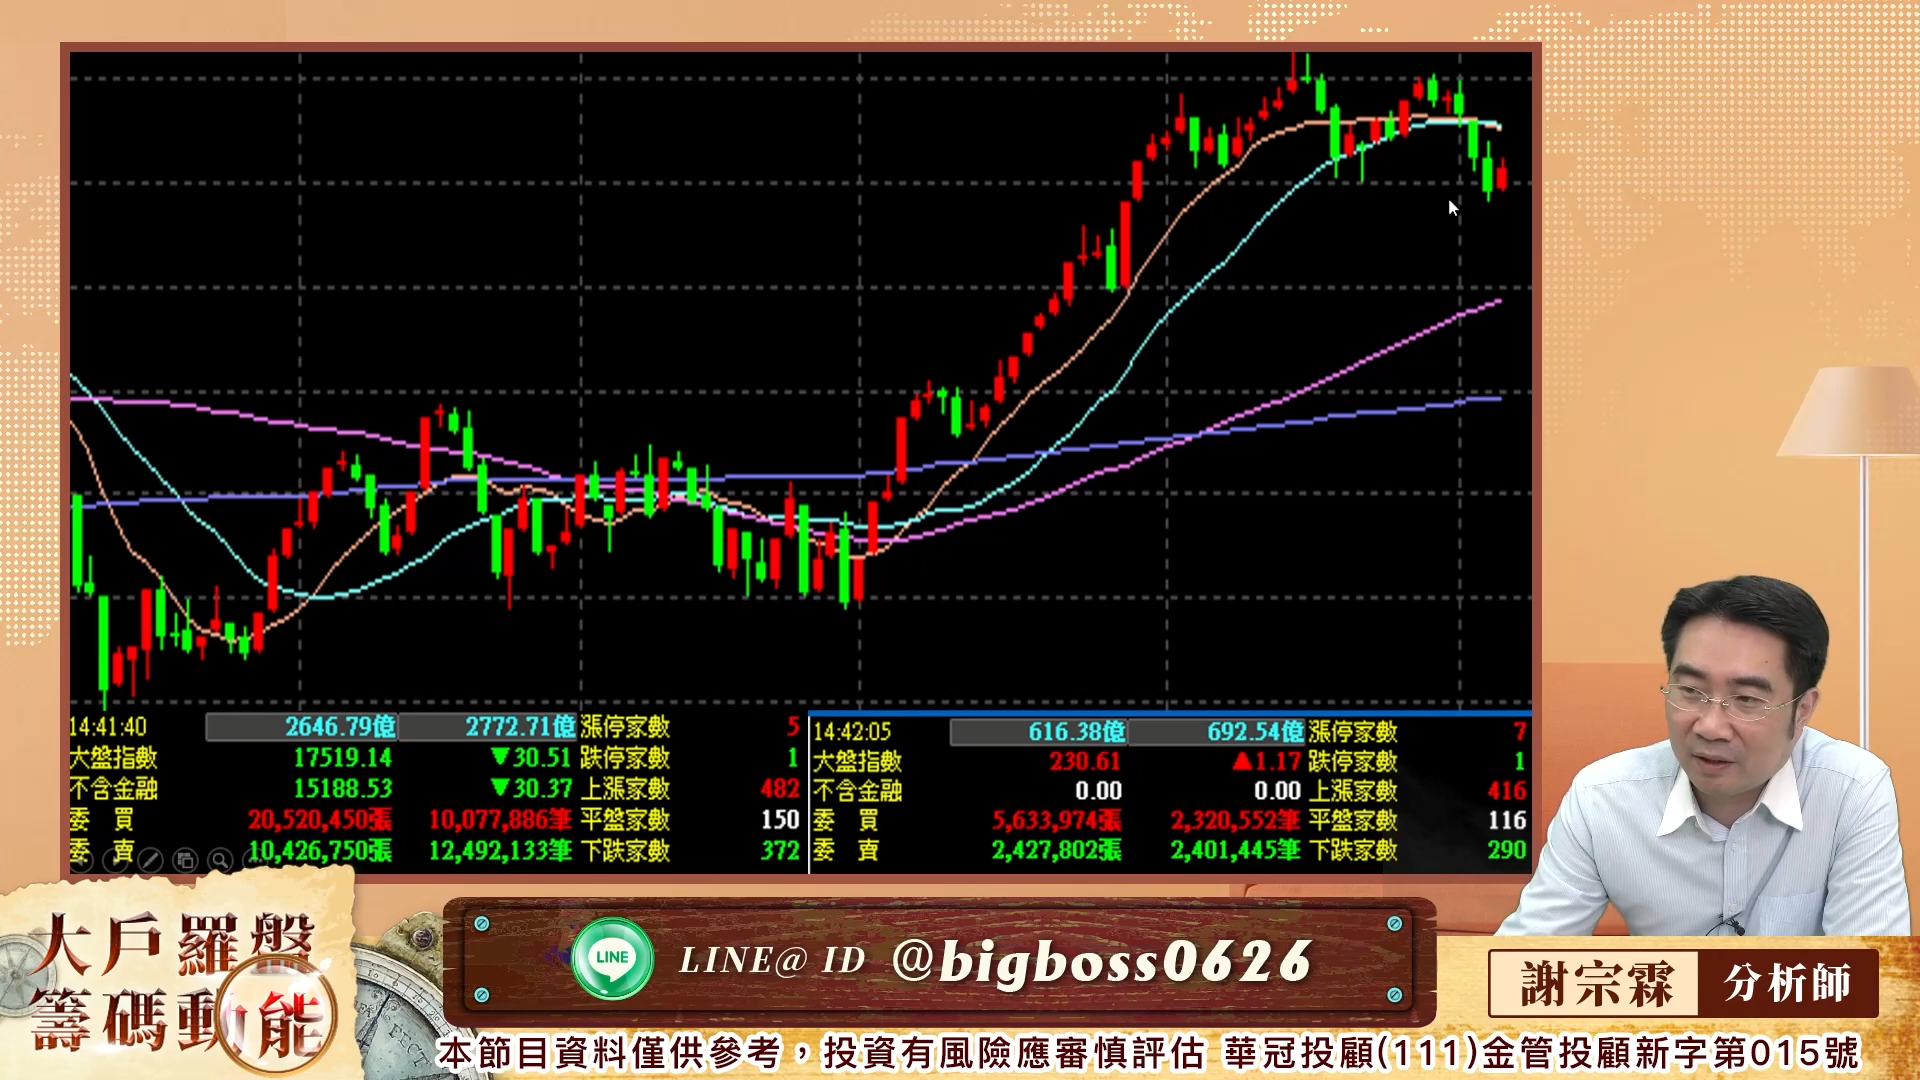 14:41:40 2646.79億 2772.71億 漲停家數 5
大盤指數 17519.14 ▼30.51 跌停家數 1
不含金融 15188.53 ▼30.37 上漲家數 482
委 買 20,520,450張 10,077,886筆 平盤家數 150
委 賣 10,426,750張 12,492,133筆 下跌家數 372
14:42:05 616.38億 692.54億 漲停家數 7
大盤指數 230.61 ▲1.17 跌停家數 1
不含金融 0.00 0.00 上漲家數 416
委 買 5,633,974張 2,320,552筆 平盤家數 116
委 賣 2,427,802張 2,401,445筆 下跌家數 290
大戶羅盤
籌碼動能
LINE LINE@ ID @bigboss0626
謝宗霖 分析師
本節目資料僅供參考，投資有風險應審慎評估 華冠投顧(111)金管投顧新字第015號